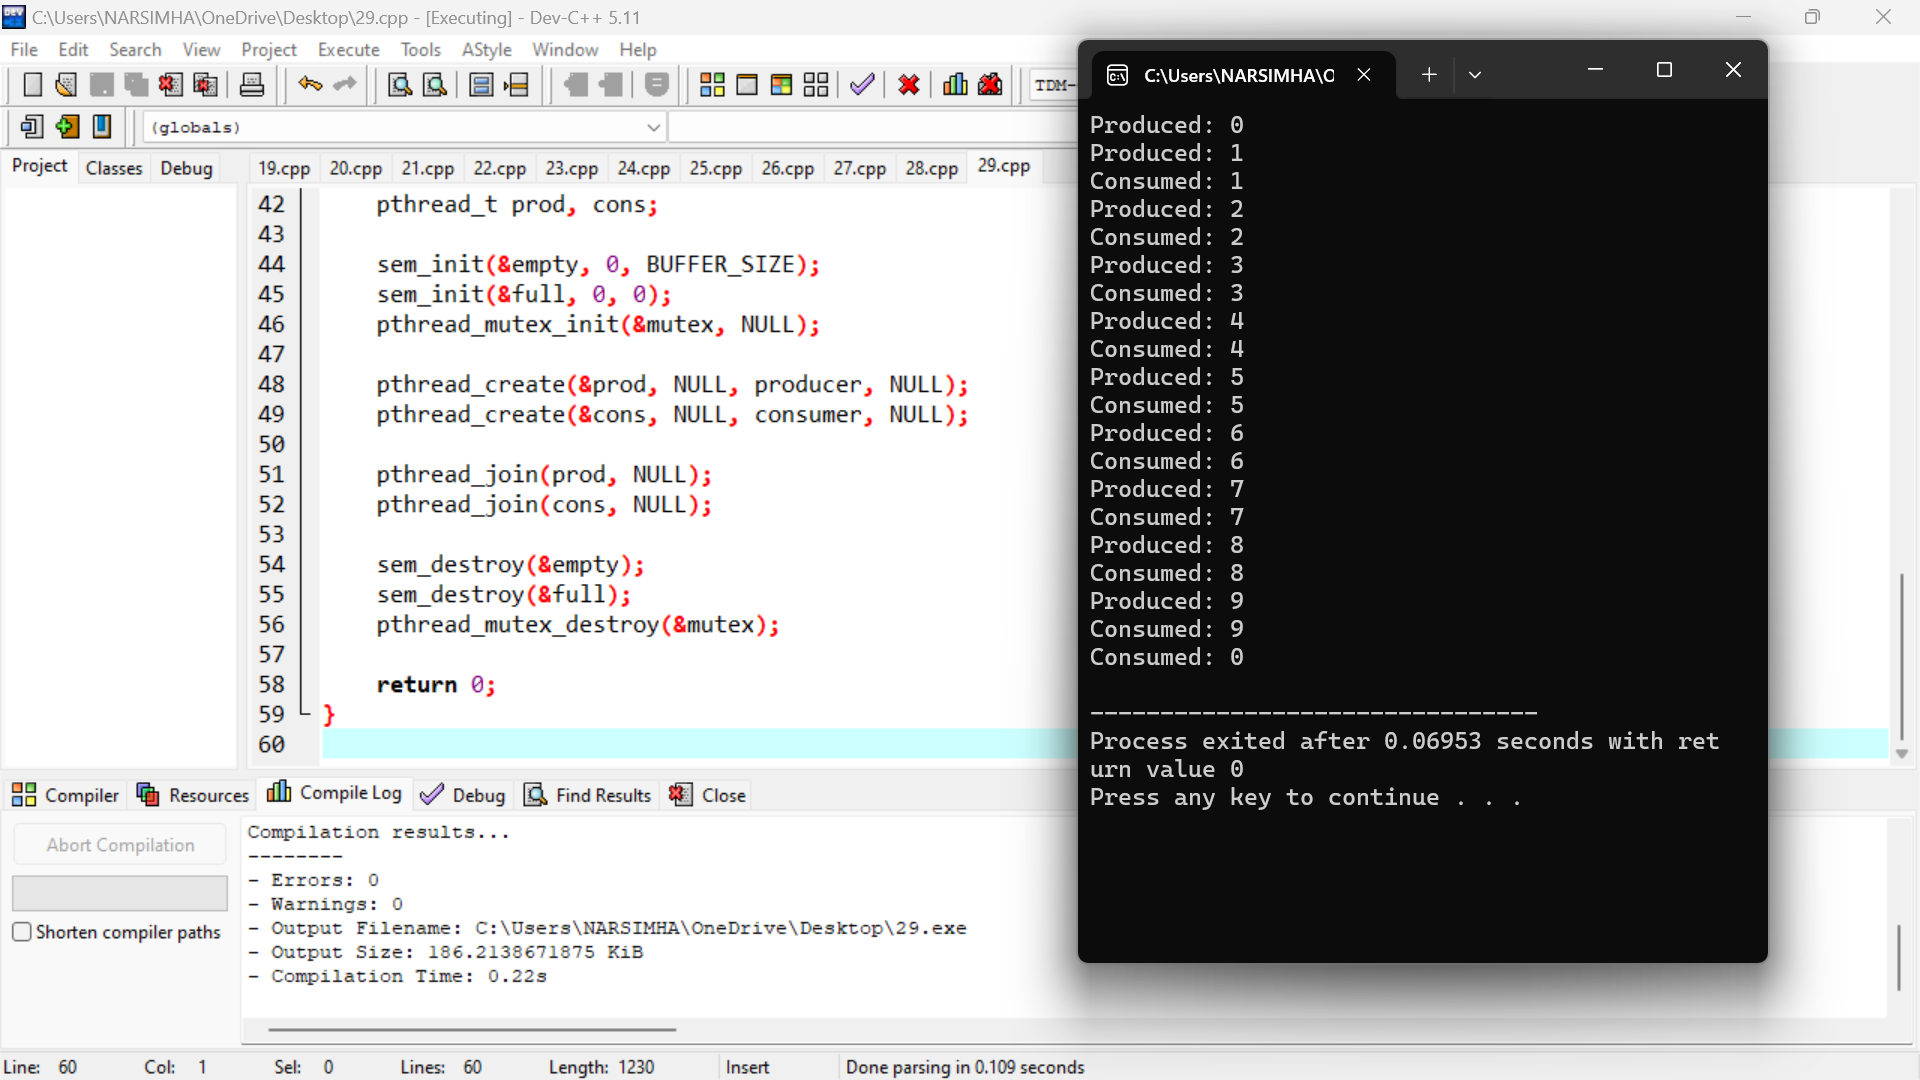 C:\Users\NARSIMHA\OneDrive\Desktop\29.cpp - [Executing] - Dev-C++ 5.11
File Edit Search View Project Execute Tools AStyle Window Help
TDM-
(globals)
Project Classes Debug
19.cpp 20.cpp 21.cpp 22.cpp 23.cpp 24.cpp 25.cpp 26.cpp 27.cpp 28.cpp 29.cpp
42 pthread_t prod, cons;
43
44 sem_init(&empty, 0, BUFFER_SIZE);
45 sem_init(&full, 0, 0);
46 pthread_mutex_init(&mutex, NULL);
47
48 pthread_create(&prod, NULL, producer, NULL);
49 pthread_create(&cons, NULL, consumer, NULL);
50
51 pthread_join(prod, NULL);
52 pthread_join(cons, NULL);
53
54 sem_destroy(&empty);
55 sem_destroy(&full);
56 pthread_mutex_destroy(&mutex);
57
58 return 0;
59 }
60
Compiler Resources Compile Log Debug Find Results Close
Abort Compilation
Shorten compiler paths
Compilation results...
--------
- Errors: 0
- Warnings: 0
- Output Filename: C:\Users\NARSIMHA\OneDrive\Desktop\29.exe
- Output Size: 186.2138671875 KiB
- Compilation Time: 0.22s
Line: 60 Col: 1 Sel: 0 Lines: 60 Length: 1230 Insert Done parsing in 0.109 seconds
C:\Users\NARSIMHA\O
Produced: 0
Produced: 1
Consumed: 1
Produced: 2
Consumed: 2
Produced: 3
Consumed: 3
Produced: 4
Consumed: 4
Produced: 5
Consumed: 5
Produced: 6
Consumed: 6
Produced: 7
Consumed: 7
Produced: 8
Consumed: 8
Produced: 9
Consumed: 9
Consumed: 0
--------------------------------
Process exited after 0.06953 seconds with ret
urn value 0
Press any key to continue . . .